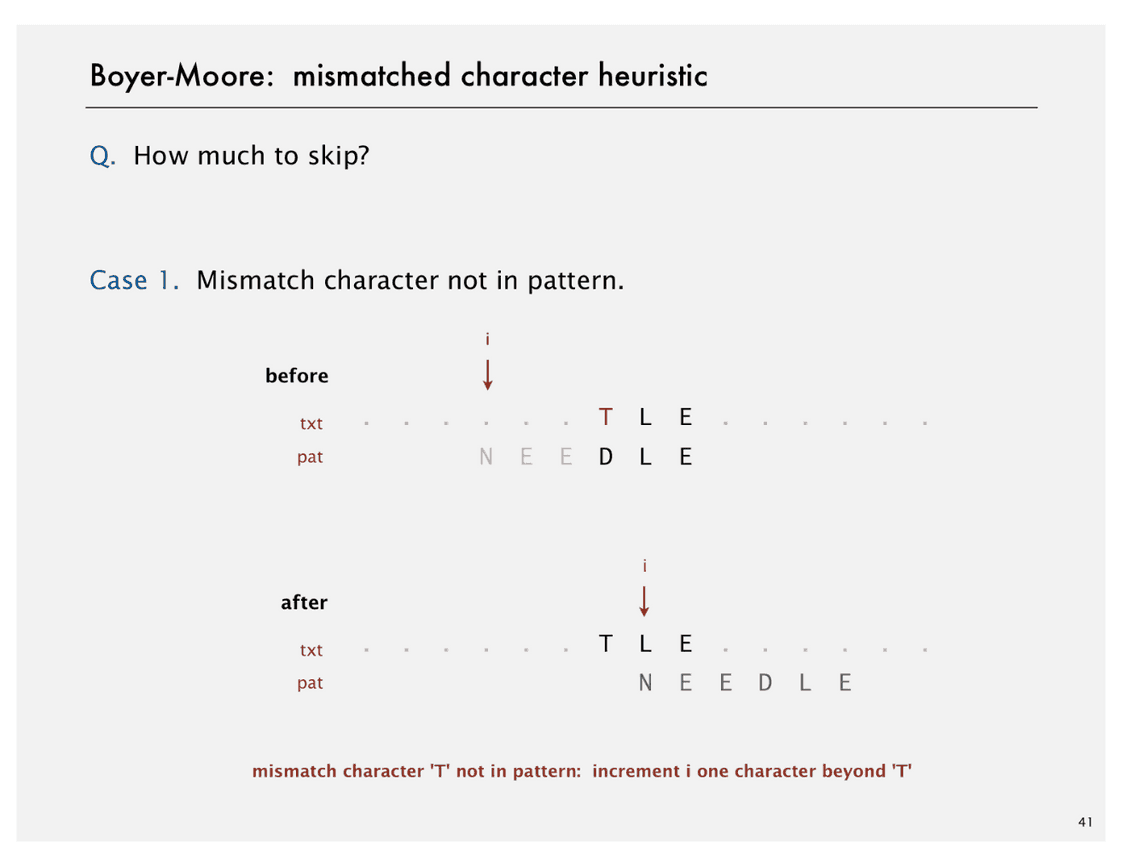 Boyer-Moore: mismatched character heuristic
Q. How much to skip?
Case 1. Mismatch character not in pattern.
i
before
txt . . . . . . T L E . . . . . .
pat N E E D L E
i
after
txt . . . . . . T L E . . . . . .
pat N E E D L E
mismatch character 'T' not in pattern: increment i one character beyond 'T'
41